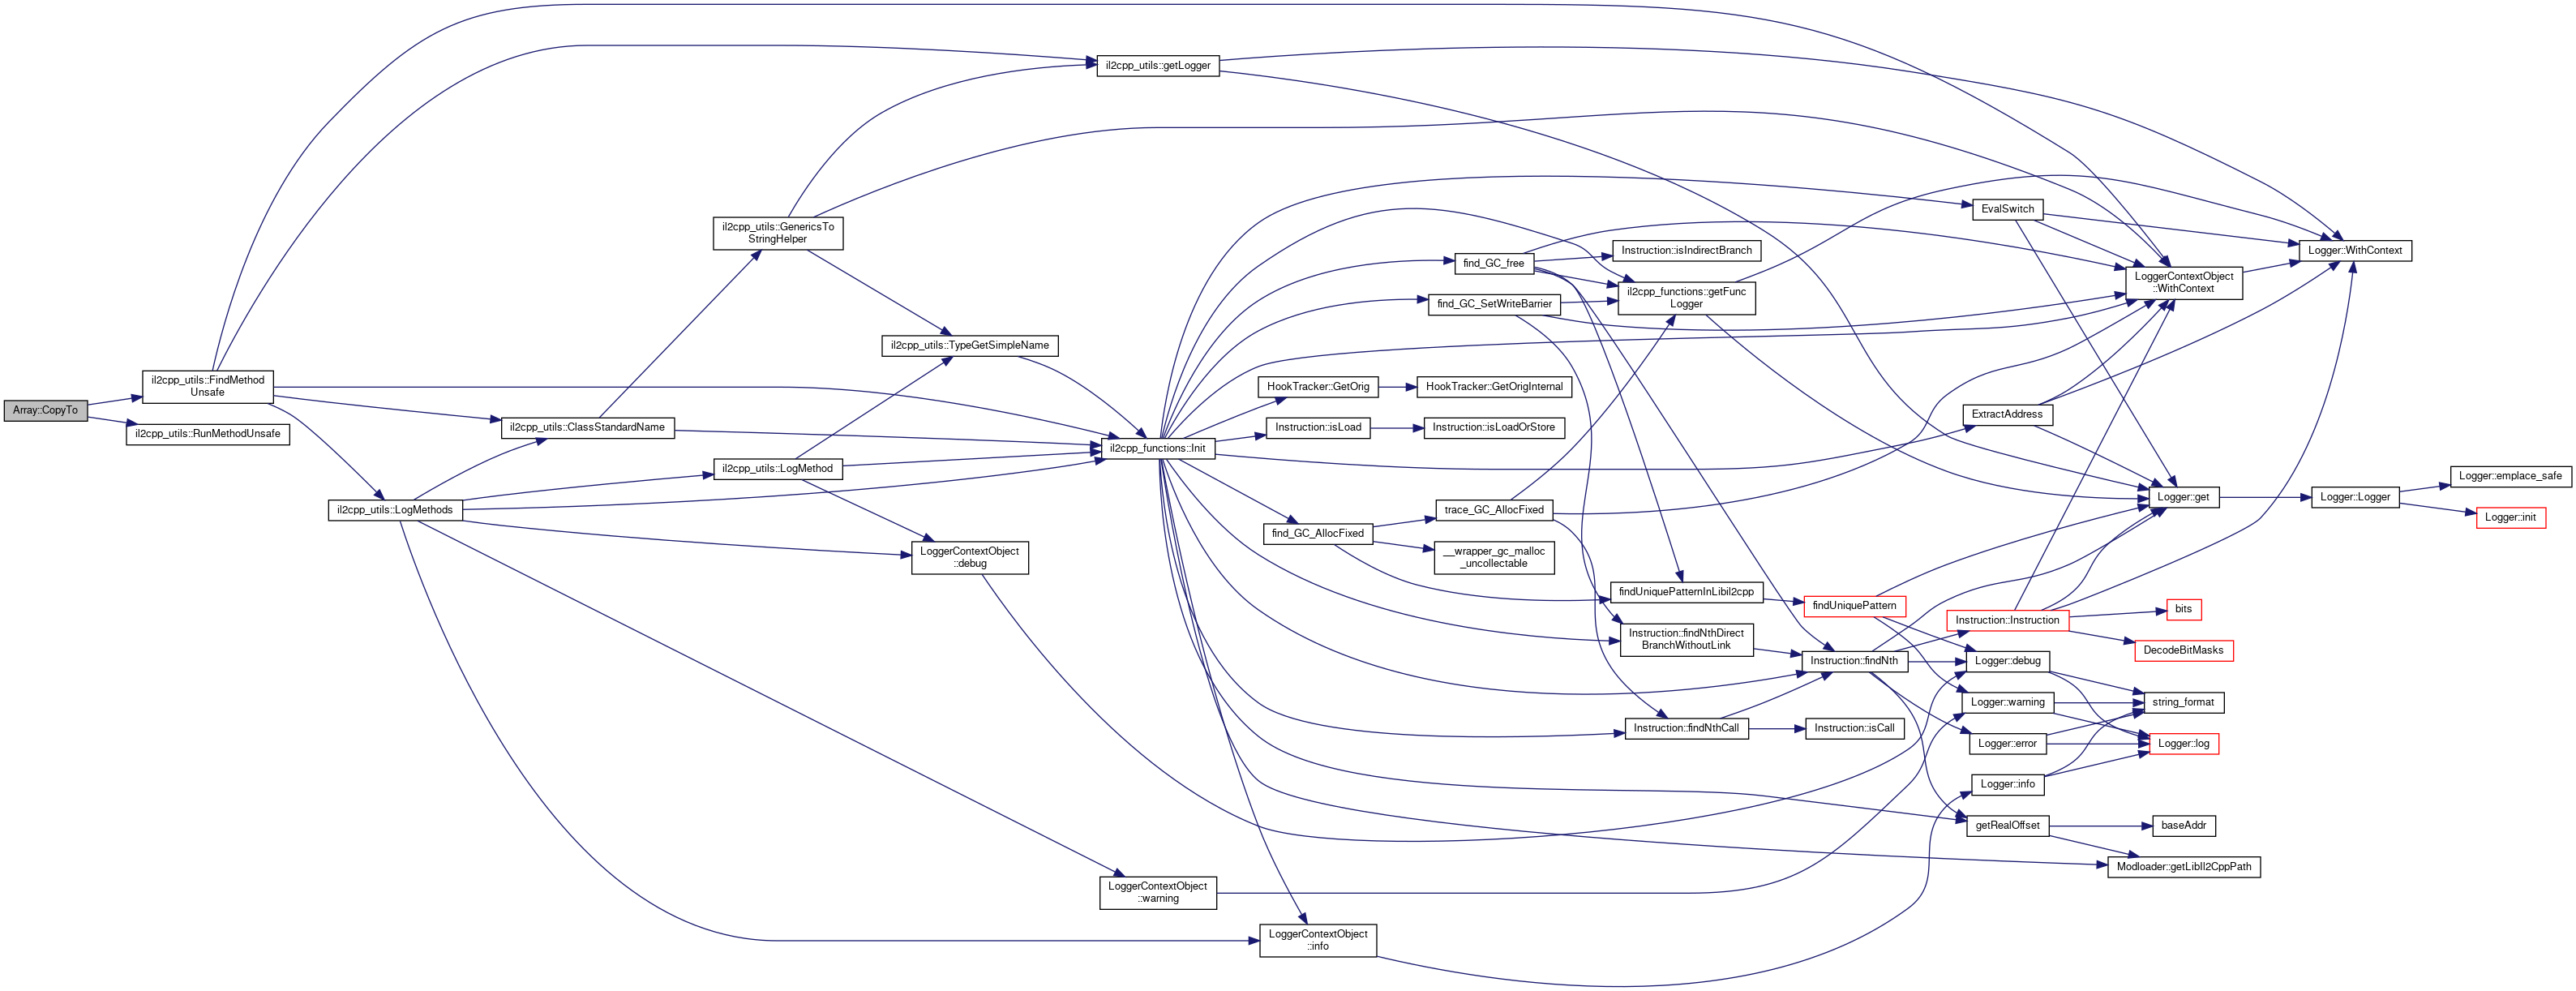 Array::CopyTo
il2cpp_utils::FindMethod
Unsafe
il2cpp_utils::RunMethodUnsafe
il2cpp_utils::LogMethods
il2cpp_utils::ClassStandardName
il2cpp_utils::GenericsTo
StringHelper
il2cpp_utils::LogMethod
il2cpp_utils::TypeGetSimpleName
LoggerContextObject
::debug
il2cpp_utils::getLogger
il2cpp_functions::Init
LoggerContextObject
::warning
HookTracker::GetOrig
Instruction::isLoad
find_GC_AllocFixed
LoggerContextObject
::info
find_GC_free
find_GC_SetWriteBarrier
HookTracker::GetOrigInternal
Instruction::isLoadOrStore
trace_GC_AllocFixed
__wrapper_gc_malloc
_uncollectable
Instruction::isIndirectBranch
il2cpp_functions::getFunc
Logger
findUniquePatternInLibil2cpp
Instruction::findNthDirect
BranchWithoutLink
Instruction::findNthCall
findUniquePattern
Instruction::findNth
Instruction::isCall
EvalSwitch
ExtractAddress
Instruction::Instruction
Logger::debug
Logger::warning
Logger::error
Logger::info
getRealOffset
LoggerContextObject
::WithContext
Logger::get
bits
DecodeBitMasks
string_format
Logger::log
baseAddr
Modloader::getLibIl2CppPath
Logger::WithContext
Logger::Logger
Logger::emplace_safe
Logger::init